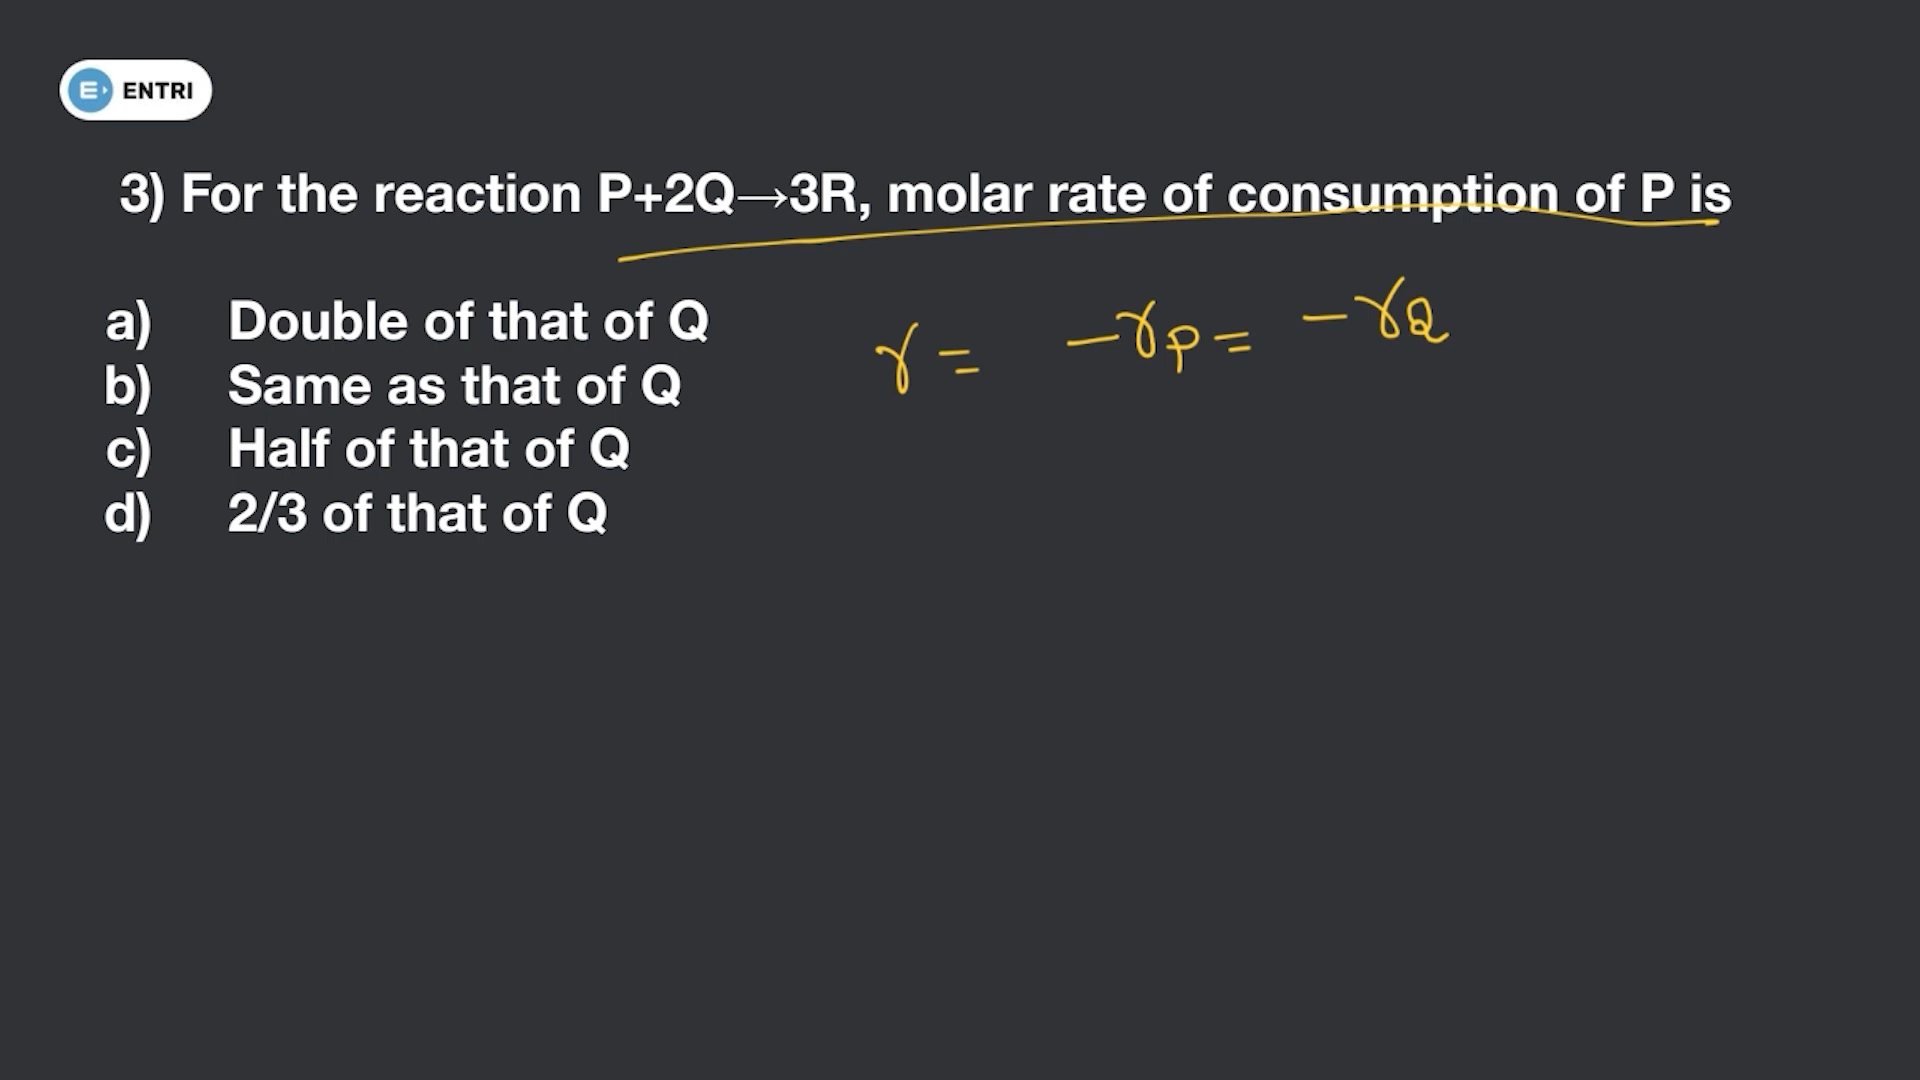 ENTRI
3) For the reaction P+2Q→3R, molar rate of consumption of P is
a) Double of that of Q
b) Same as that of Q
c) Half of that of Q
d) 2/3 of that of Q
r = -rP = -rQ